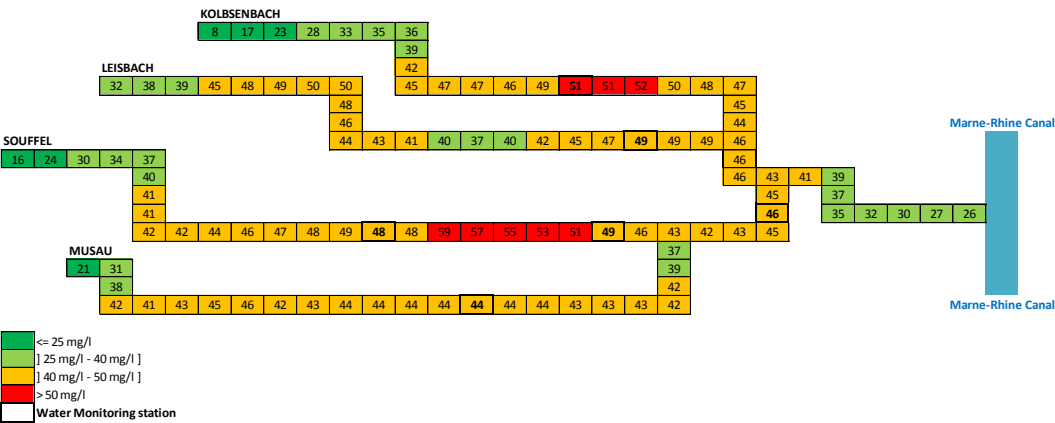 KOLBSENBACH
8 17 23 28 33 35 36
39
LEISBACH 42
32 38 39 45 48 49 50 50 45 47 47 46 49 51 51 52 50 48 47
48 45
46 44 Marne-Rhine Canal
SOUFFEL 44 43 41 40 37 40 42 45 47 49 49 49 46
16 24 30 34 37 46
40 46 43 41 39
41 45 37
41 46 35 32 30 27 26
42 42 44 46 47 48 49 48 48 59 57 55 53 51 49 46 43 42 43 45
MUSAU 37
21 31 39
38 42
42 41 43 45 46 42 43 44 44 44 44 44 44 44 43 43 43 42 Marne-Rhine Canal
<= 25 mg/l
] 25 mg/l - 40 mg/l ]
] 40 mg/l - 50 mg/l ]
> 50 mg/l
Water Monitoring station